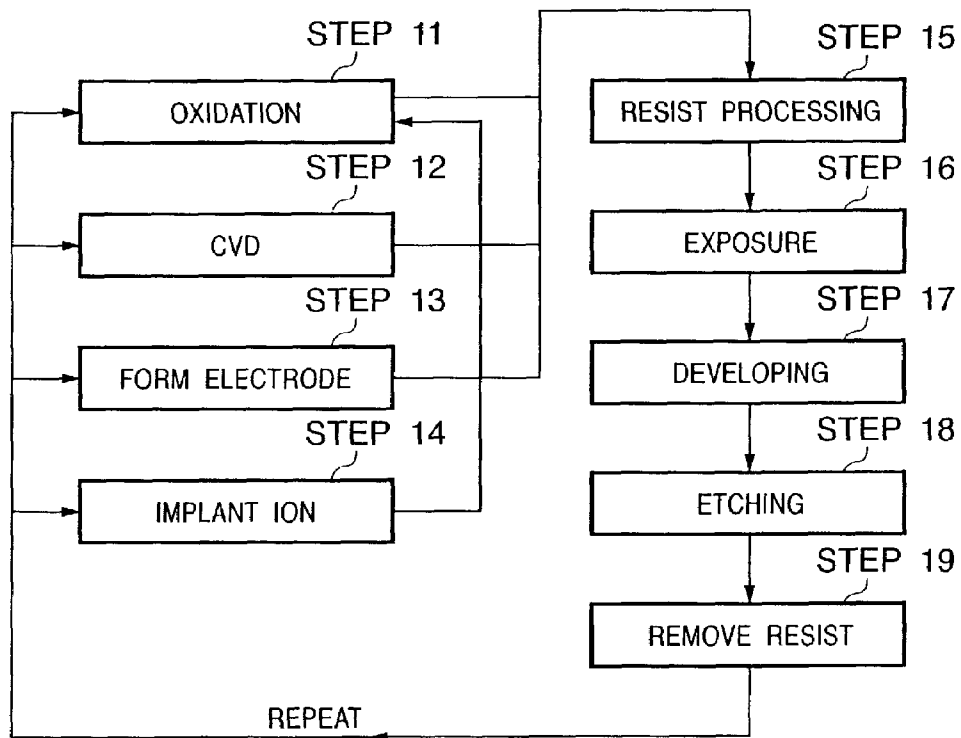 STEP 11
OXIDATION
STEP 12
CVD
STEP 13
FORM ELECTRODE
STEP 14
IMPLANT ION
STEP 15
RESIST PROCESSING
STEP 16
EXPOSURE
STEP 17
DEVELOPING
STEP 18
ETCHING
STEP 19
REMOVE RESIST
REPEAT